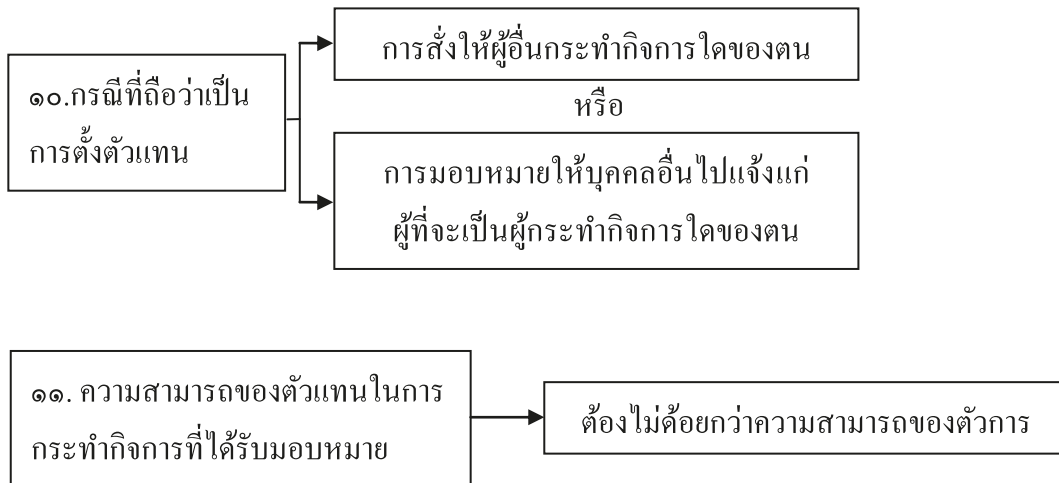 ๑๐.กรณีที่ถือว่าเป็น
การตั้งตัวแทน
การสั่งให้ผู้อื่นกระทำกิจการใดของตน
หรือ
การมอบหมายให้บุคคลอื่นไปแจ้งแก่
ผู้ที่จะเป็นผู้กระทำกิจการใดของตน
๑๑. ความสามารถของตัวแทนในการ
กระทำกิจการที่ได้รับมอบหมาย
ต้องไม่ด้อยกว่าความสามารถของตัวการ